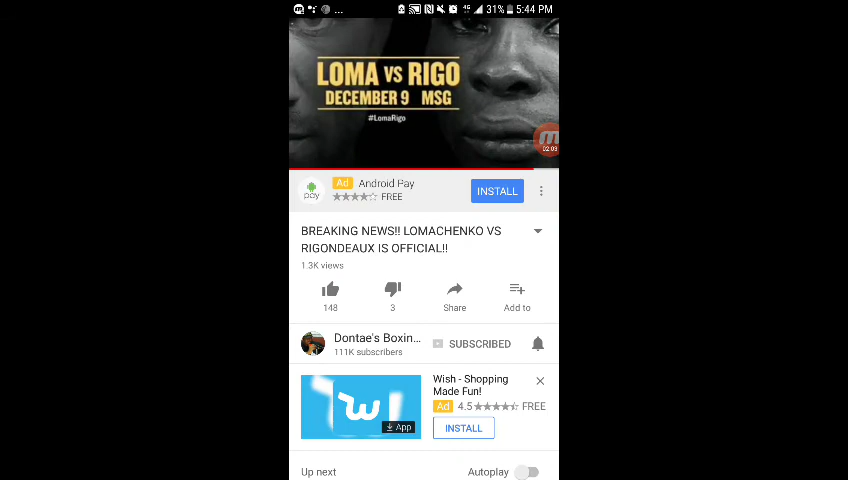 ... 4G 31% 5:44 PM
LOMA VS RIGO
DECEMBER 9 MSG
#LomaRigo
02:03
pay
Ad Android Pay
FREE
INSTALL
BREAKING NEWS!! LOMACHENKO VS
RIGONDEAUX IS OFFICIAL!!
1.3K views
148
3
Share
Add to
Dontae's Boxin...
111K subscribers
SUBSCRIBED
Wish - Shopping
Made Fun!
Ad 4.5 FREE
App
INSTALL
Up next
Autoplay